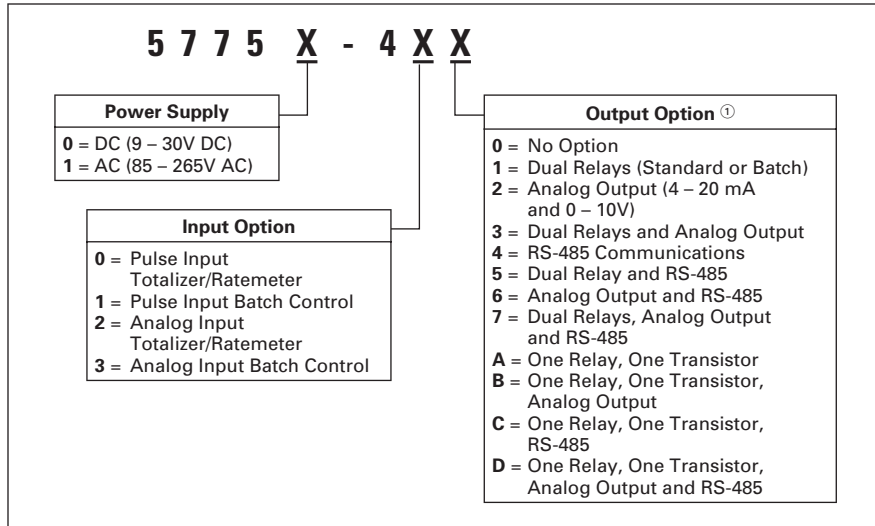 5 7 7 5 X - 4 X X
Power Supply
0 = DC (9 – 30V DC)
1 = AC (85 – 265V AC)
Input Option
0 = Pulse Input
Totalizer/Ratemeter
1 = Pulse Input Batch Control
2 = Analog Input
Totalizer/Ratemeter
3 = Analog Input Batch Control
Output Option ①
0 = No Option
1 = Dual Relays (Standard or Batch)
2 = Analog Output (4 – 20 mA
and 0 – 10V)
3 = Dual Relays and Analog Output
4 = RS-485 Communications
5 = Dual Relay and RS-485
6 = Analog Output and RS-485
7 = Dual Relays, Analog Output
and RS-485
A = One Relay, One Transistor
B = One Relay, One Transistor,
Analog Output
C = One Relay, One Transistor,
RS-485
D = One Relay, One Transistor,
Analog Output and RS-485